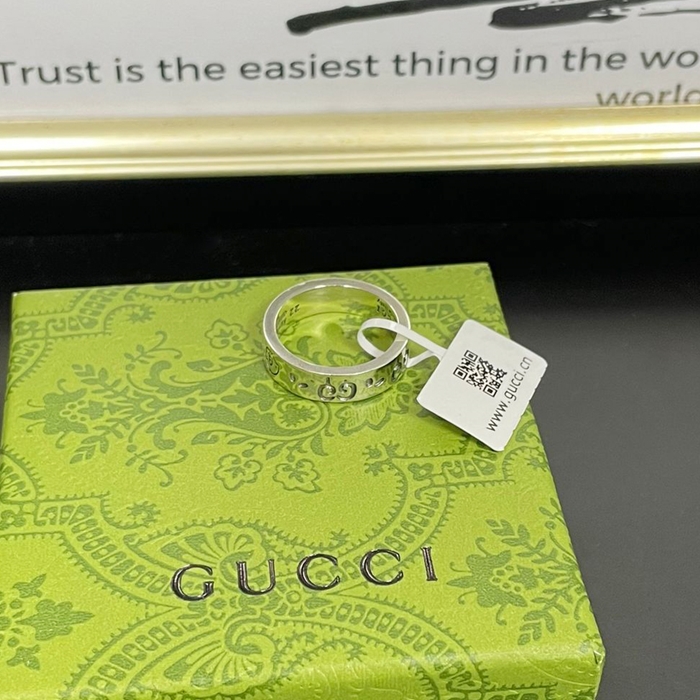 Trust is the easiest thing in the wo
world
www.gucci.cn
GUCCI